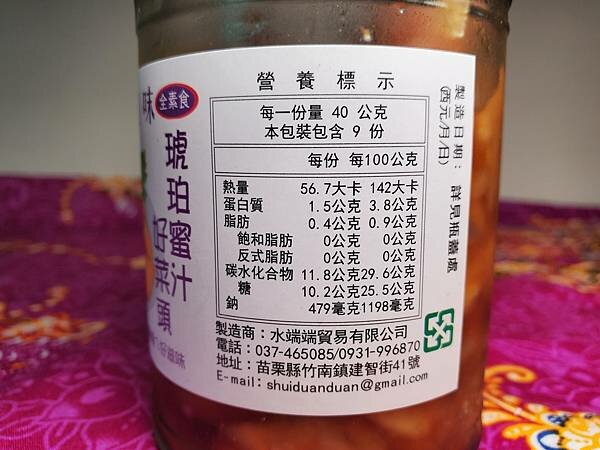 營養標示
每一份量 40 公克
本包裝包含 9 份
每份 每100公克
熱量 56.7大卡 142大卡
蛋白質 1.5公克 3.8公克
脂肪 0.4公克 0.9公克
飽和脂肪 0公克 0公克
反式脂肪 0公克 0公克
碳水化合物 11.8公克 29.6公克
糖 10.2公克 25.5公克
鈉 479毫克 1198毫克
製造商：水端端貿易有限公司
電話：037-465085/0931-996870
地址：苗栗縣竹南鎮建智街41號
E-mail：shuiduanduan@gmail.com
製造日期：詳見瓶蓋處
(西元/月/日)
味
全素食
琥珀蜜汁
好菜頭
好滋味